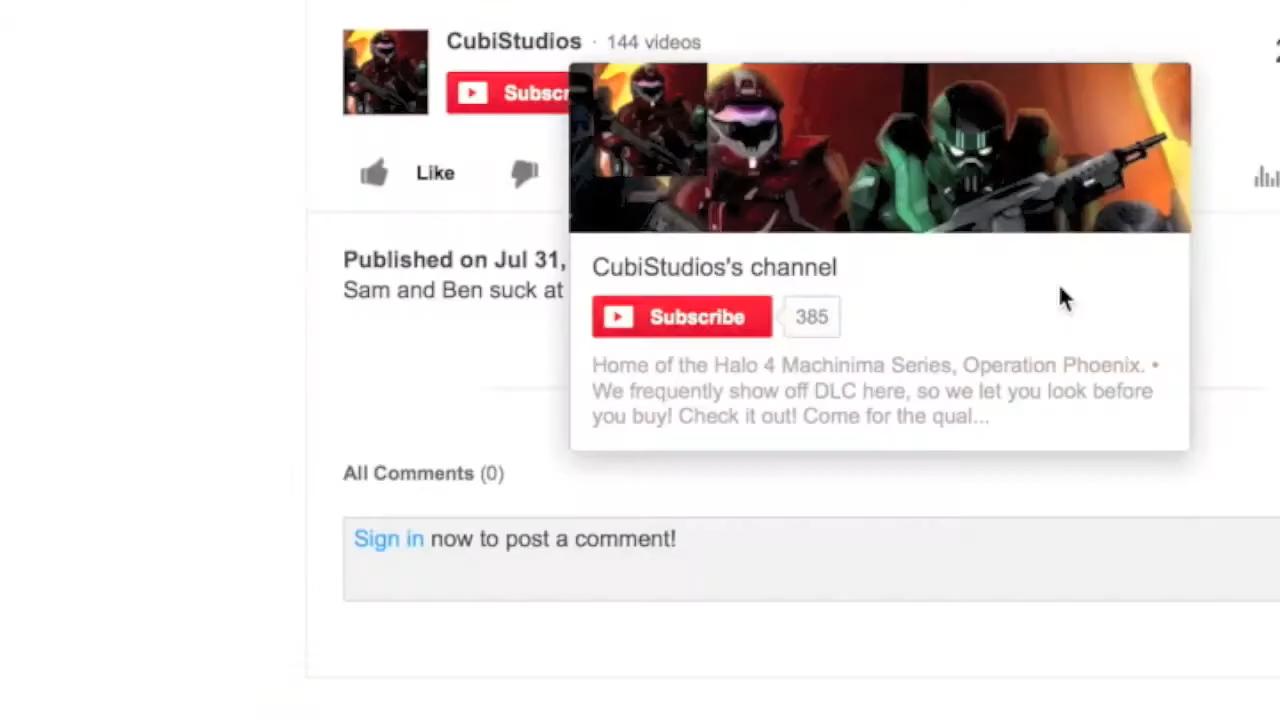 CubiStudios · 144 videos
Subscr
Like
Published on Jul 31,
Sam and Ben suck at
CubiStudios's channel
Subscribe 385
Home of the Halo 4 Machinima Series, Operation Phoenix. •
We frequently show off DLC here, so we let you look before
you buy! Check it out! Come for the qual...
All Comments (0)
Sign in now to post a comment!